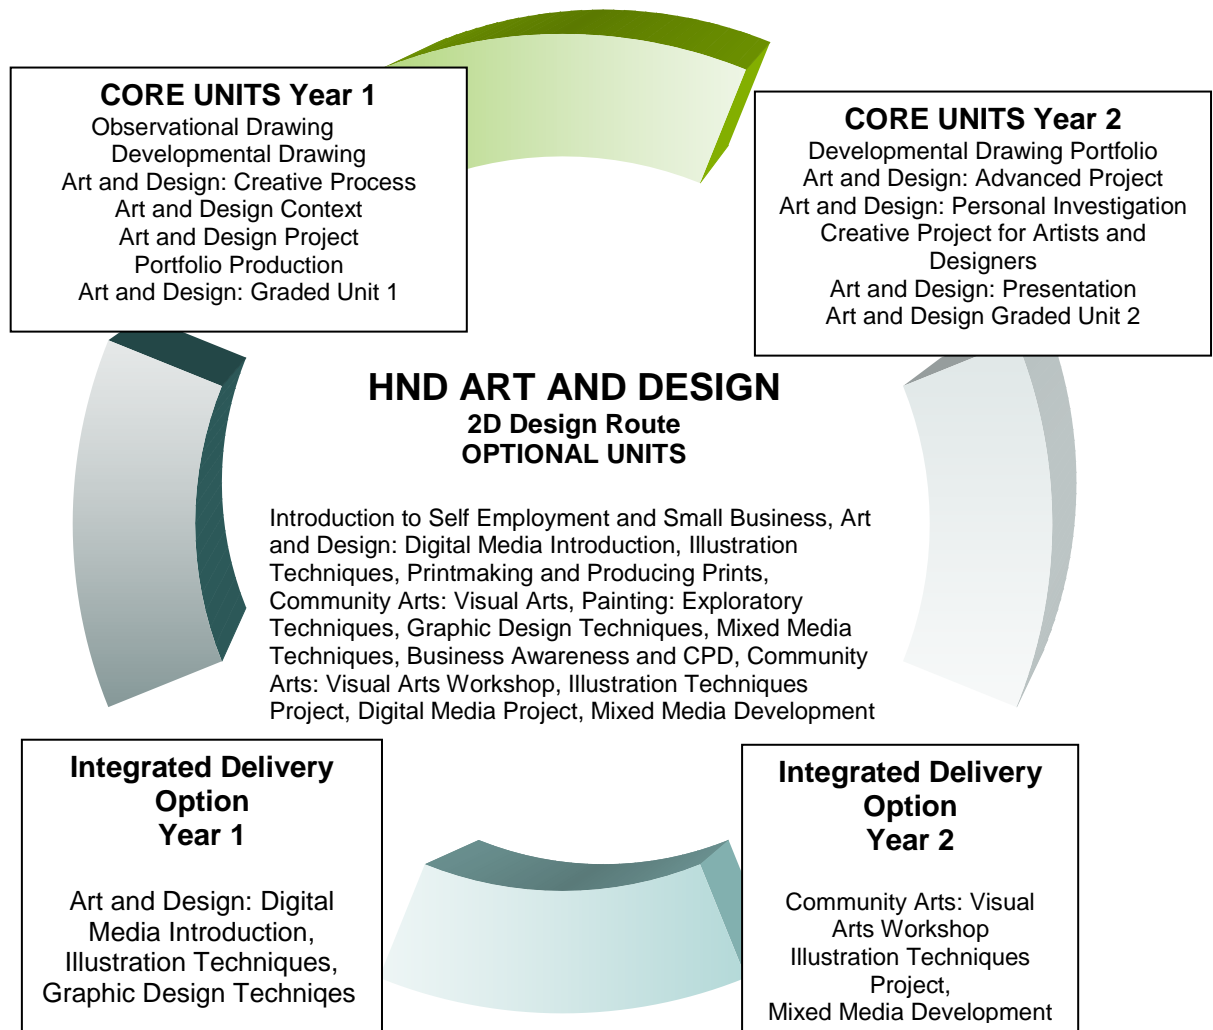 CORE UNITS Year 1
Observational Drawing
Developmental Drawing
Art and Design: Creative Process
Art and Design Context
Art and Design Project
Portfolio Production
Art and Design: Graded Unit 1
CORE UNITS Year 2
Developmental Drawing Portfolio
Art and Design: Advanced Project
Art and Design: Personal Investigation
Creative Project for Artists and
Designers
Art and Design: Presentation
Art and Design Graded Unit 2
HND ART AND DESIGN
2D Design Route
OPTIONAL UNITS
Introduction to Self Employment and Small Business, Art
and Design: Digital Media Introduction, Illustration
Techniques, Printmaking and Producing Prints,
Community Arts: Visual Arts, Painting: Exploratory
Techniques, Graphic Design Techniques, Mixed Media
Techniques, Business Awareness and CPD, Community
Arts: Visual Arts Workshop, Illustration Techniques
Project, Digital Media Project, Mixed Media Development
Integrated Delivery
Option
Year 1
Art and Design: Digital
Media Introduction,
Illustration Techniques,
Graphic Design Techniqes
Integrated Delivery
Option
Year 2
Community Arts: Visual
Arts Workshop
Illustration Techniques
Project,
Mixed Media Development